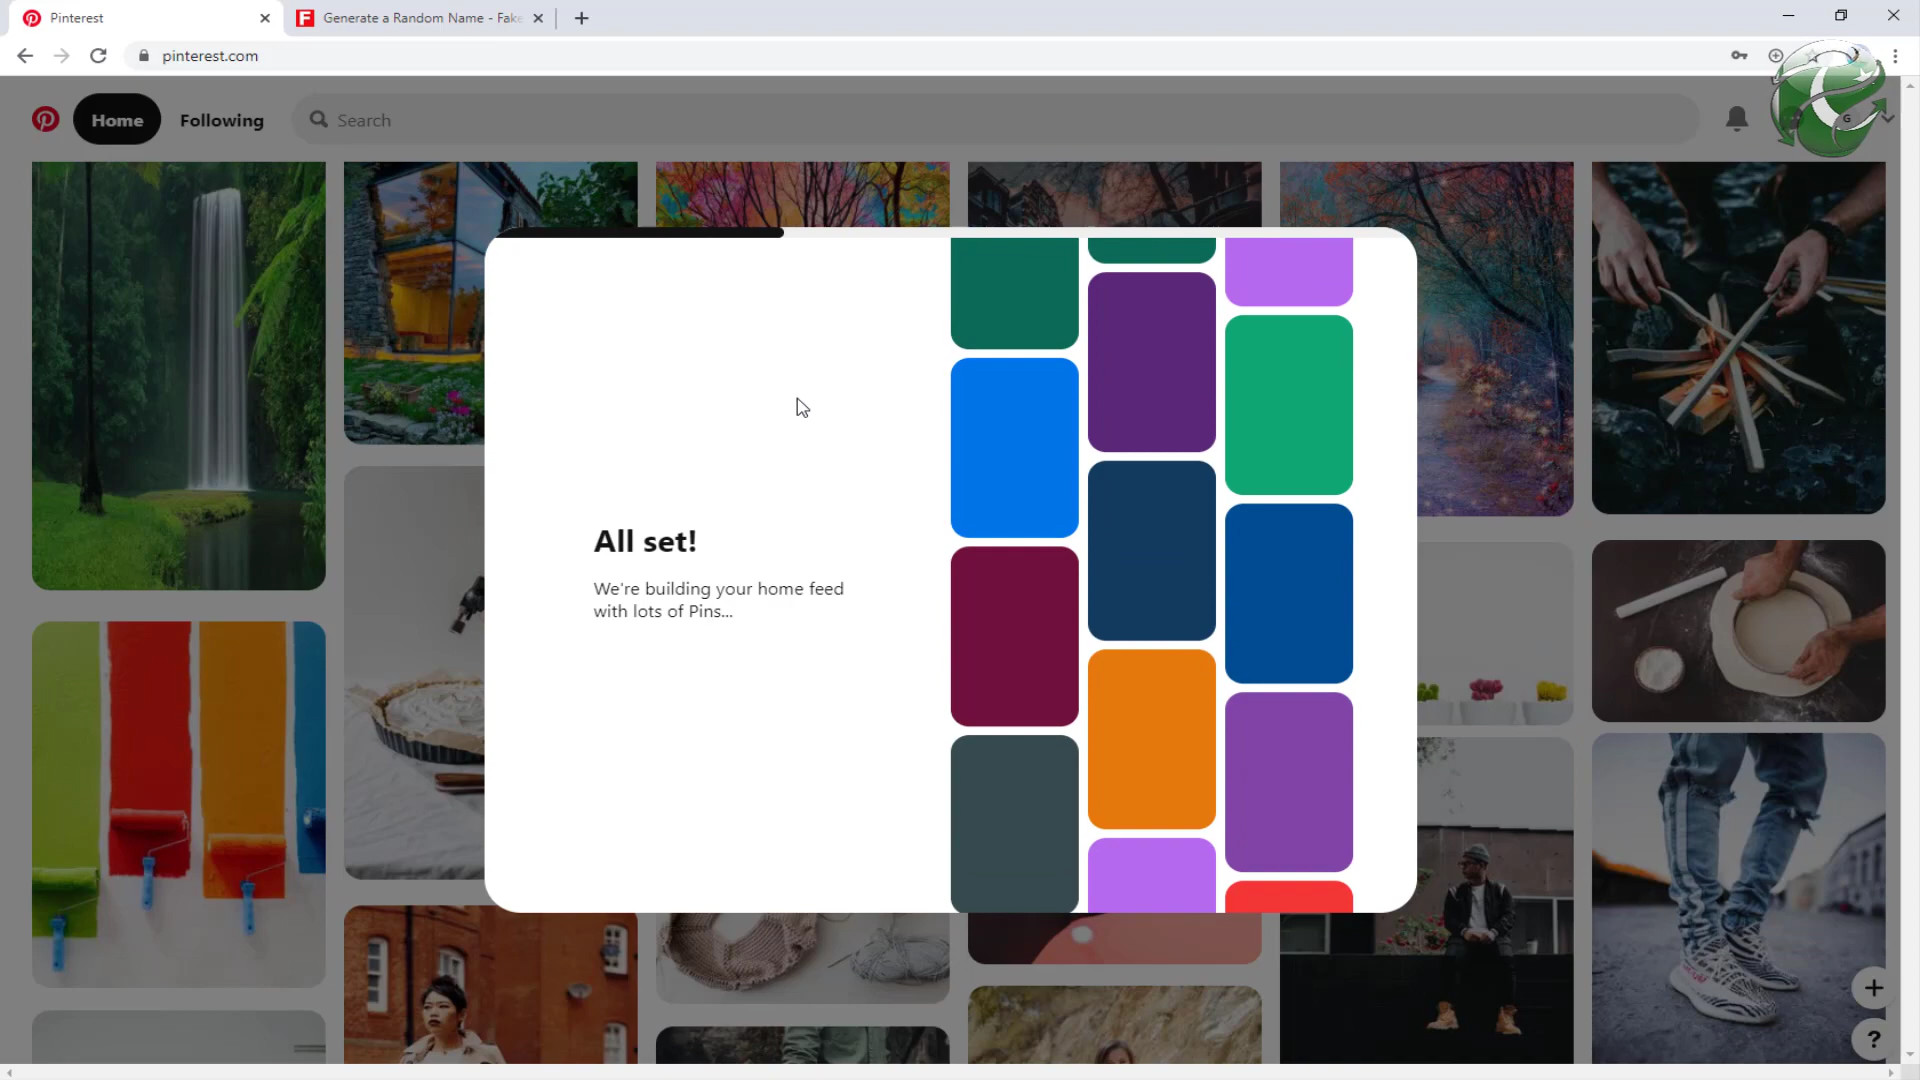 Pinterest
Generate a Random Name - Fake
pinterest.com
Home
Following
Search
G
All set!
We're building your home feed
with lots of Pins...
?